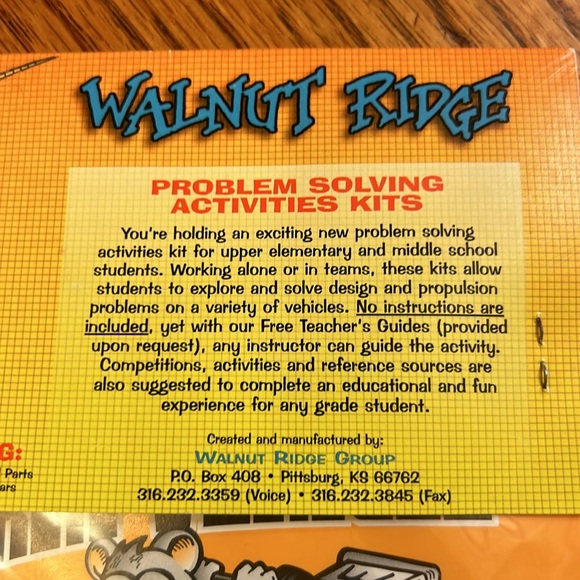 WALNUT RIDGE
PROBLEM SOLVING
ACTIVITIES KITS
You're holding an exciting new problem solving
activities kit for upper elementary and middle school
students. Working alone or in teams, these kits allow
students to explore and solve design and propulsion
problems on a variety of vehicles. No instructions are
included, yet with our Free Teacher's Guides (provided
upon request), any instructor can guide the activity.
Competitions, activities and reference sources are
also suggested to complete an educational and fun
experience for any grade student.
G:
Parts
ars
Created and manufactured by:
WALNUT RIDGE GROUP
P.O. Box 408 • Pittsburg, KS 66762
316.232.3359 (Voice) • 316.232.3845 (Fax)